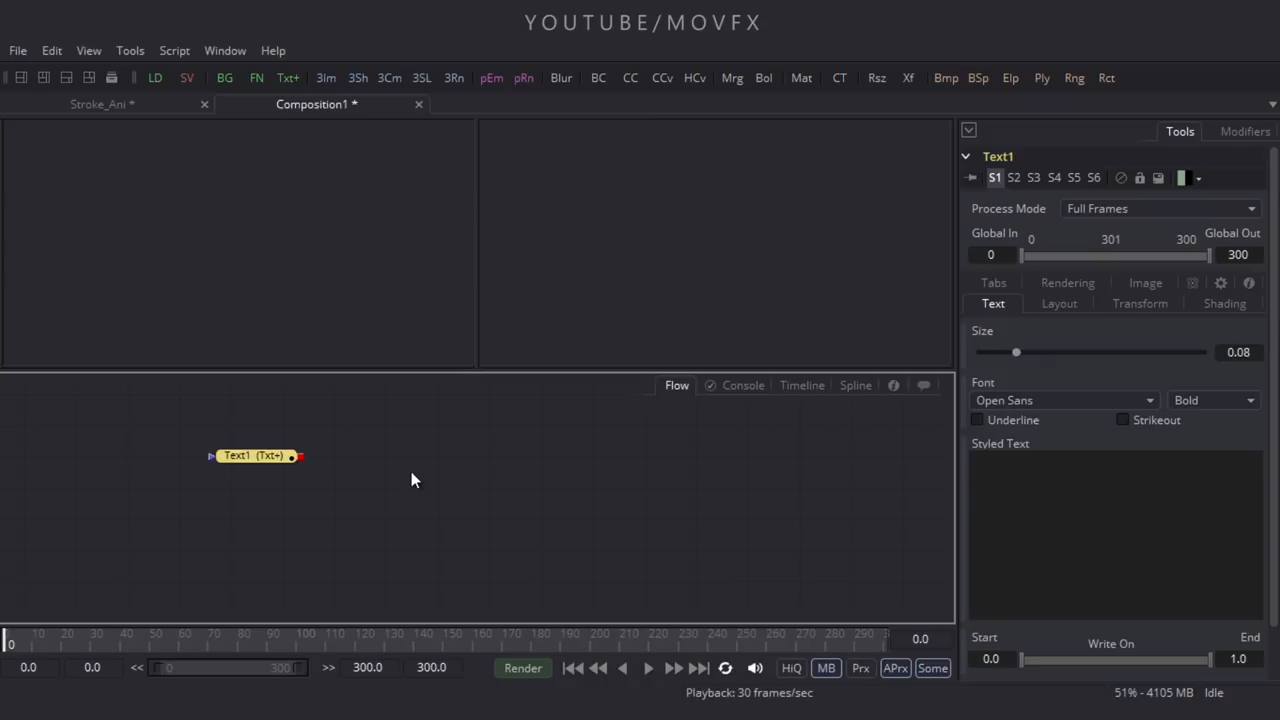 YOUTUBE/MOVFX
File Edit View Tools Script Window Help
LD SV BG FN Txt+ 3Im 3Sh 3Cm 3SL 3Rn pEm pRn Blur BC CC CCv HCv Mrg Bol Mat CT Rsz Xf Bmp BSp Elp Ply Rng Rct
Stroke_Ani * Composition1 *
Tools Modifiers
Text1
S1 S2 S3 S4 S5 S6
Process Mode Full Frames
Global In 0 301 300 Global Out
0 300
Tabs Rendering Image
Text Layout Transform Shading
Size
0.08
Font
Open Sans Bold
Underline Strikeout
Styled Text
Start Write On End
0.0 1.0
Flow Console Timeline Spline
Text1 (Txt+)
0 10 20 30 40 50 60 70 80 90 100 110 120 130 140 150 160 170 180 190 200 210 220 230 240 250 260 270 280 290 3 0.0
0.0 0.0 << 0 300 >> 300.0 300.0 Render HiQ MB Prx APrx Some
Playback: 30 frames/sec 51% - 4105 MB Idle